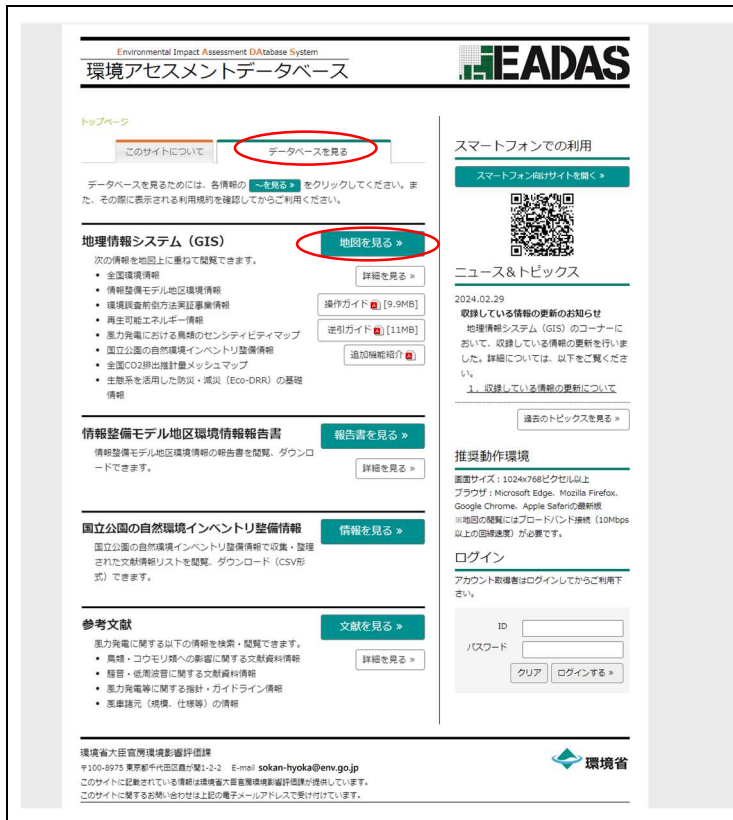 Environmental Impact Assessment DAtabase System
環境アセスメントデータベース
EADAS
トップページ
このサイトについて
データベースを見る
データベースを見るためには、各情報の ～を見る » をクリックしてください。ま
た、その際に表示される利用規約を確認してからご利用ください。
地理情報システム（GIS）
地図を見る »
次の情報を地図上に重ねて閲覧できます。
• 全国環境情報
• 情報整備モデル地区環境情報
• 環境調査前倒方法実証事業情報
• 再生可能エネルギー情報
• 風力発電における鳥類のセンシティビティマップ
• 国立公園の自然環境インベントリ整備情報
• 全国CO2排出推計量メッシュマップ
• 生態系を活用した防災・減災（Eco-DRR）の基礎
情報
詳細を見る »
操作ガイド [9.9MB]
逆引ガイド [11MB]
追加機能紹介
情報整備モデル地区環境情報報告書
報告書を見る »
情報整備モデル地区環境情報の報告書を閲覧、ダウンロ
ードできます。
詳細を見る »
国立公園の自然環境インベントリ整備情報
情報を見る »
国立公園の自然環境インベントリ整備情報で収集・整理
された文献情報リストを閲覧、ダウンロード（CSV形
式）できます。
参考文献
文献を見る »
風力発電に関する以下の情報を検索・閲覧できます。
• 鳥類・コウモリ類への影響に関する文献資料情報
• 騒音・低周波音に関する文献資料情報
• 風力発電等に関する指針・ガイドライン情報
• 風車諸元（規模、仕様等）の情報
詳細を見る »
スマートフォンでの利用
スマートフォン向けサイトを開く »
ニュース＆トピックス
2024.02.29
収録している情報の更新のお知らせ
地理情報システム（GIS）のコーナーに
おいて、収録している情報の更新を行いま
した。詳細については、以下をご覧くださ
い。
１．収録している情報の更新について
過去のトピックスを見る »
推奨動作環境
画面サイズ：1024x768ピクセル以上
ブラウザ：Microsoft Edge、Mozilla Firefox、
Google Chrome、Apple Safariの最新版
※地図の閲覧にはブロードバンド接続（10Mbps
以上の回線速度）が必要です。
ログイン
アカウント取得者はログインしてからご利用下
さい。
ID
パスワード
クリア
ログインする »
環境省大臣官房環境影響評価課
〒100-8975 東京都千代田区霞が関1-2-2 E-mail sokan-hyoka@env.go.jp
このサイトに記載されている情報は環境省大臣官房環境影響評価課が提供しています。
このサイトに関するお問い合わせは上記の電子メールアドレスで受け付けています。
環境省